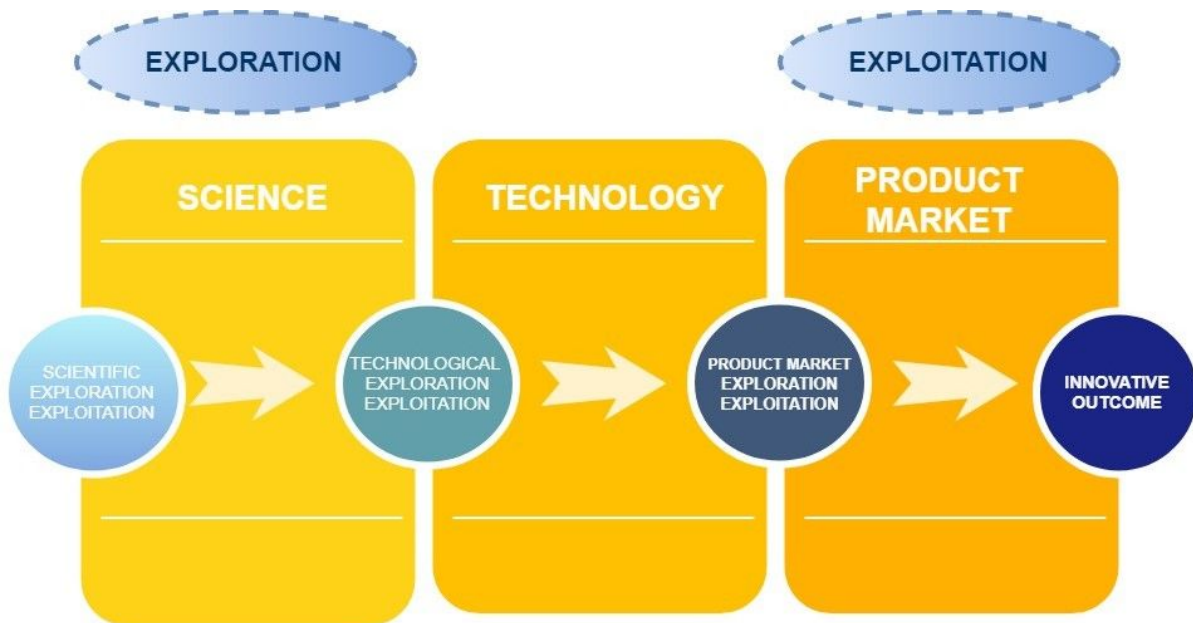 EXPLORATION
EXPLOITATION
SCIENCE
TECHNOLOGY
PRODUCT
MARKET
SCIENTIFIC
EXPLORATION
EXPLOITATION
TECHNOLOGICAL
EXPLORATION
EXPLOITATION
PRODUCT MARKET
EXPLORATION
EXPLOITATION
INNOVATIVE
OUTCOME